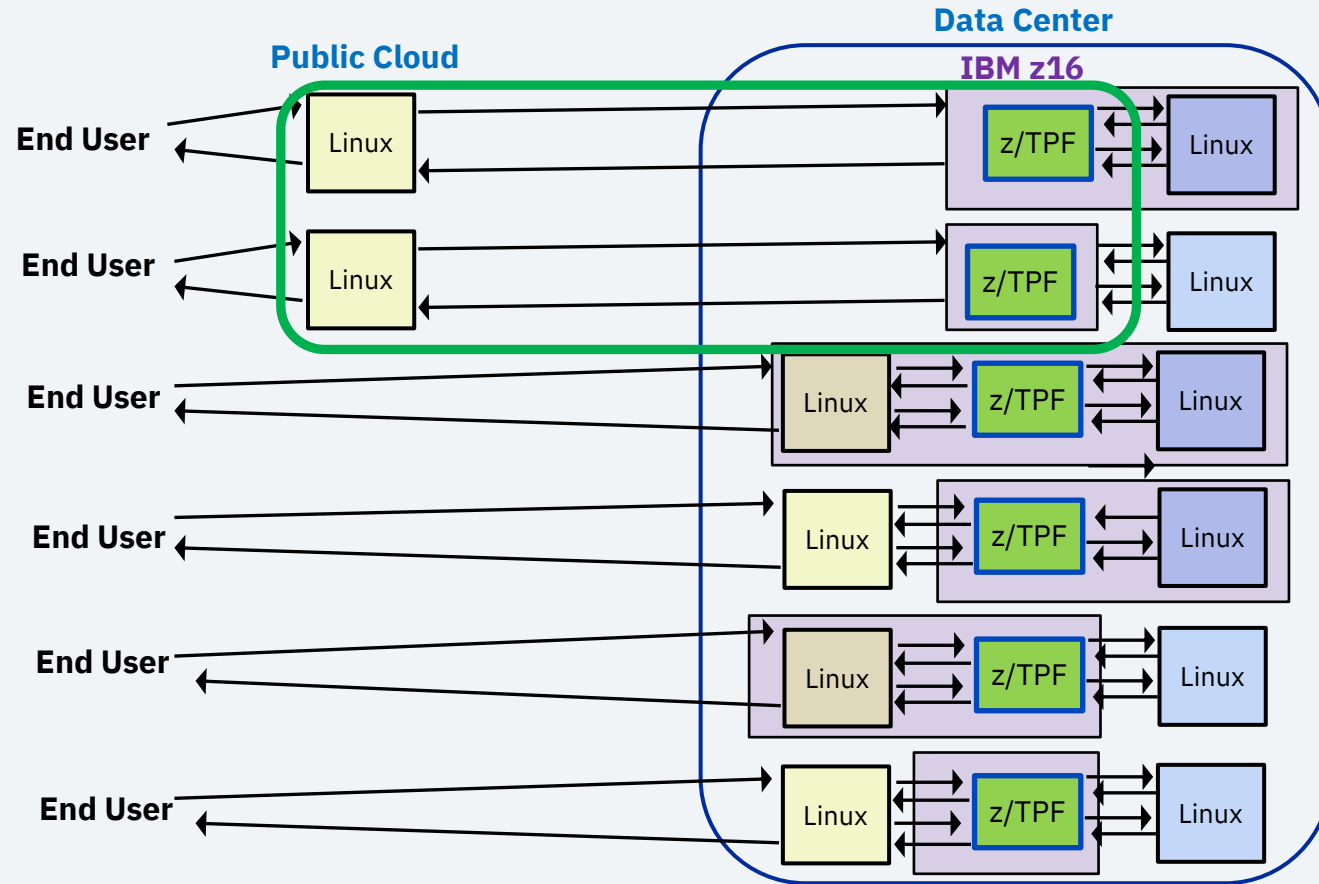 Data Center
Public Cloud
IBM z16
End User
Linux
z/TPF
Linux
End User
Linux
z/TPF
Linux
End User
Linux
z/TPF
Linux
End User
Linux
z/TPF
Linux
End User
Linux
z/TPF
Linux
End User
Linux
z/TPF
Linux